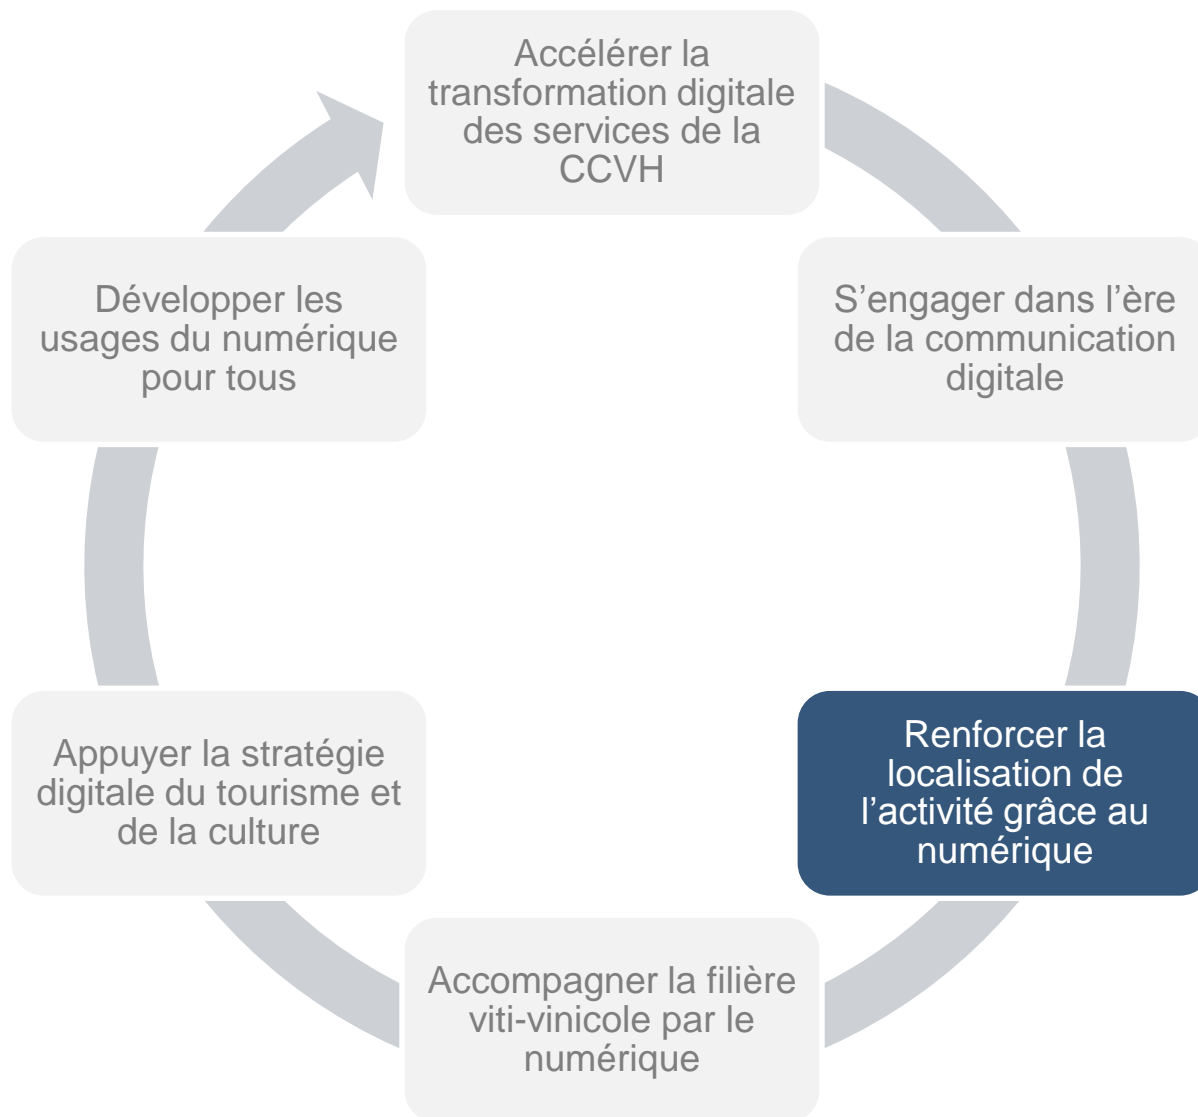 Accélérer la
transformation digitale
des services de la
CCVH
S’engager dans l’ère
de la communication
digitale
Renforcer la
localisation de
l’activité grâce au
numérique
Accompagner la filière
viti-vinicole par le
numérique
Appuyer la stratégie
digitale du tourisme et
de la culture
Développer les
usages du numérique
pour tous